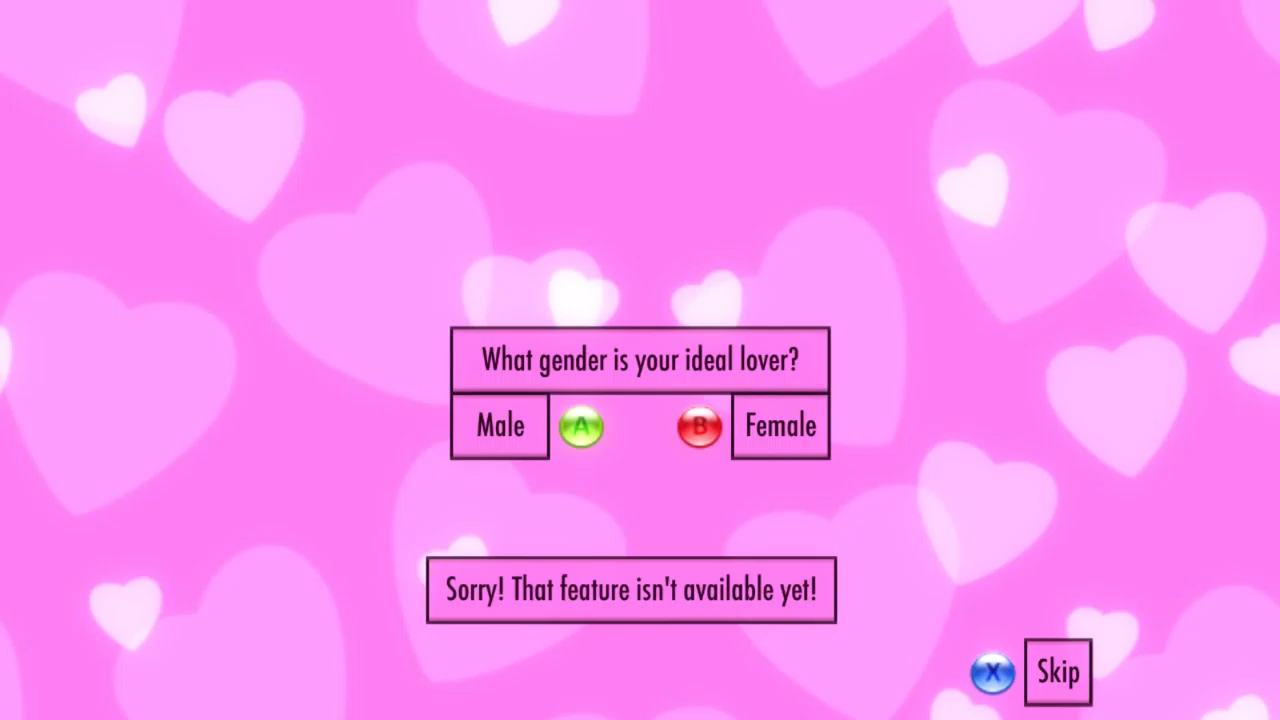 What gender is your ideal lover?
Male A B Female
Sorry! That feature isn't available yet!
X Skip